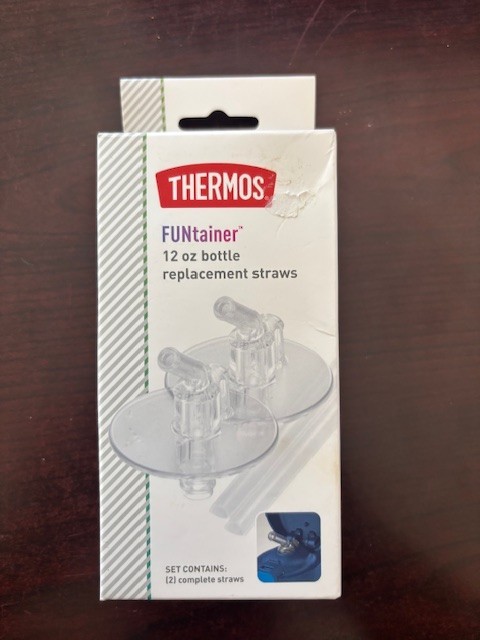 THERMOS®
FUNtainer™
12 oz bottle
replacement straws
SET CONTAINS:
(2) complete straws